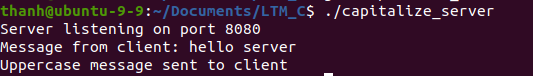 thanh@ubuntu-9-9:~/Documents/LTM_C$ ./capitalize_server
Server listening on port 8080
Message from client: hello server
Uppercase message sent to client